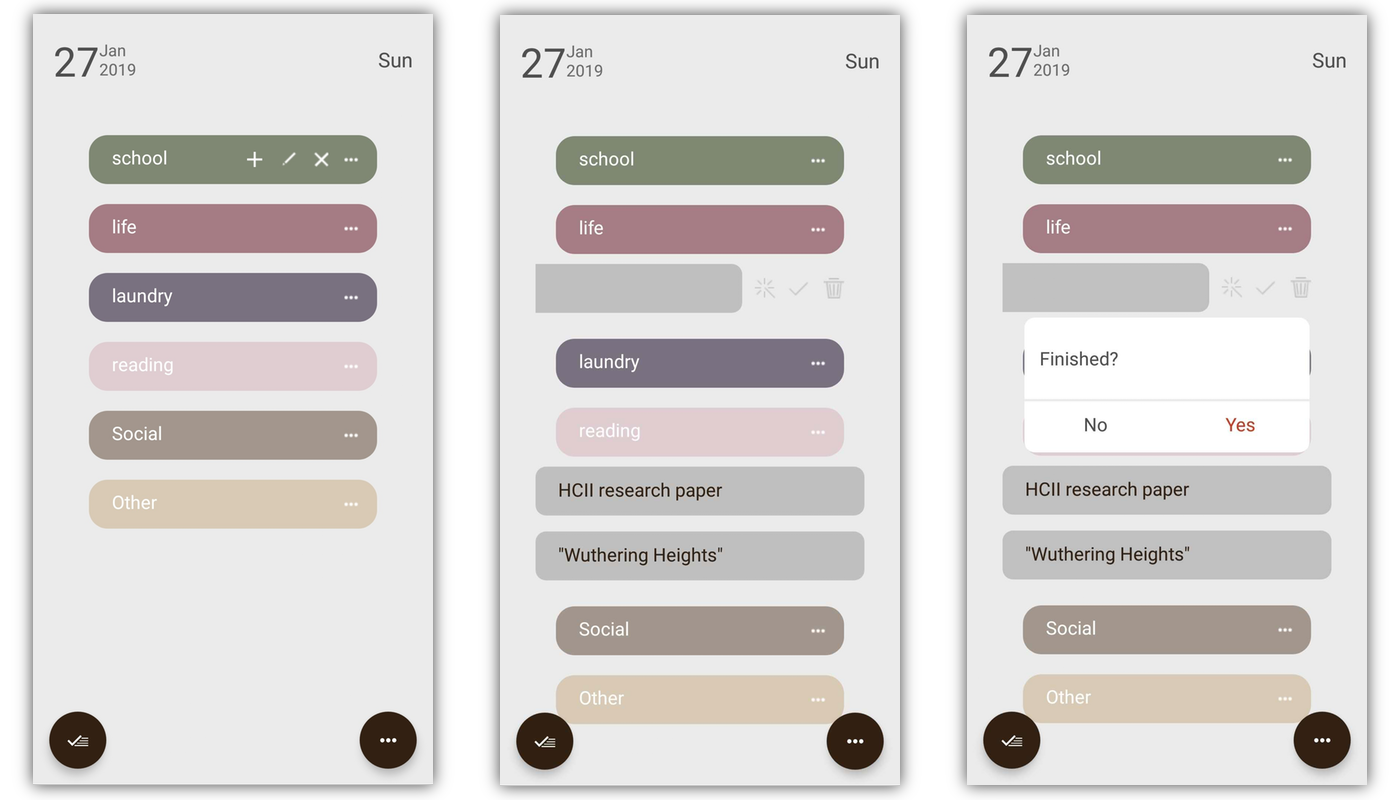 27 Jan
2019
Sun
school
life
laundry
reading
Social
Other
27 Jan
2019
Sun
school
life
laundry
reading
HCII research paper
"Wuthering Heights"
Social
Other
27 Jan
2019
Sun
school
life
Finished?
No Yes
HCII research paper
"Wuthering Heights"
Social
Other